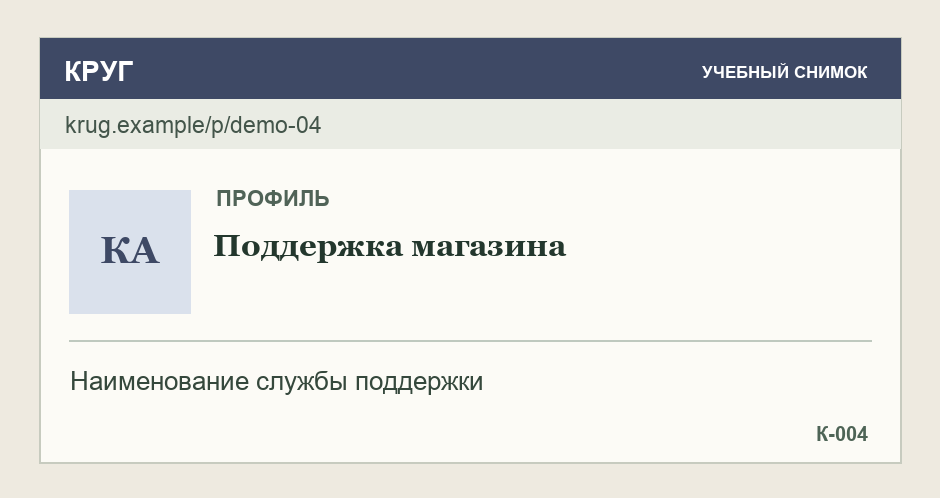 КРУГ
УЧЕБНЫЙ СНИМОК
krug.example/p/demo-04
КА
ПРОФИЛЬ
Поддержка магазина
Наименование службы поддержки
К-004